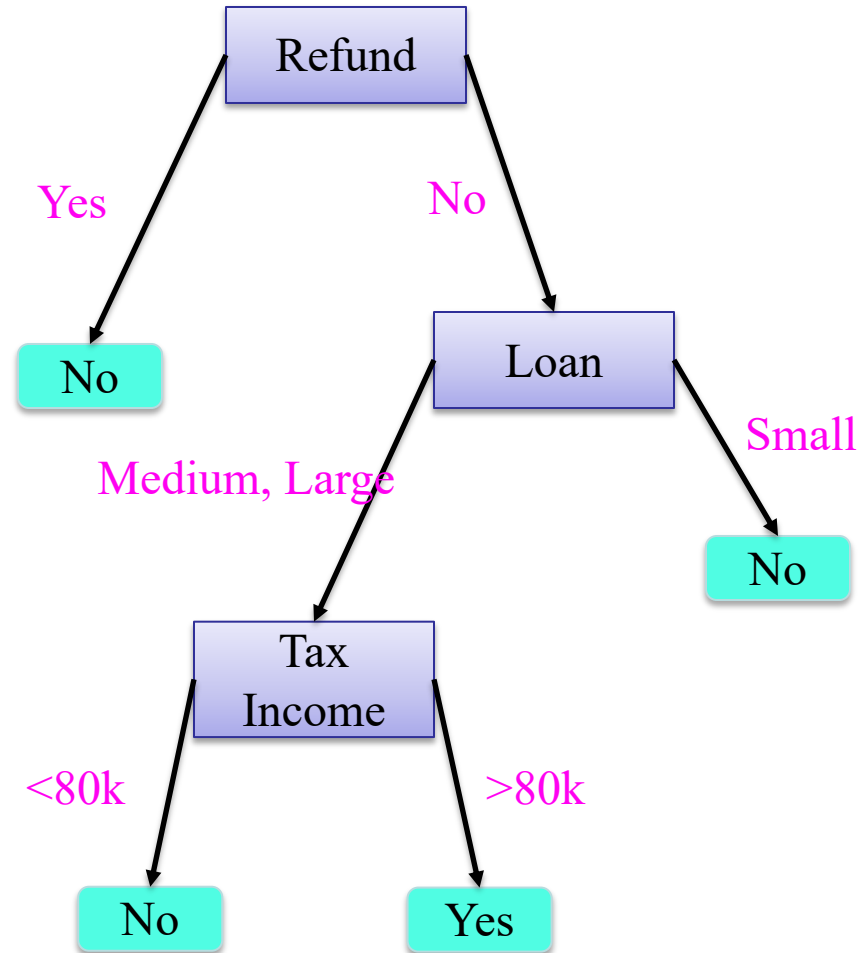 Refund
Yes
No
No
Loan
Small
Medium, Large
No
Tax
Income
<80k
>80k
No
Yes